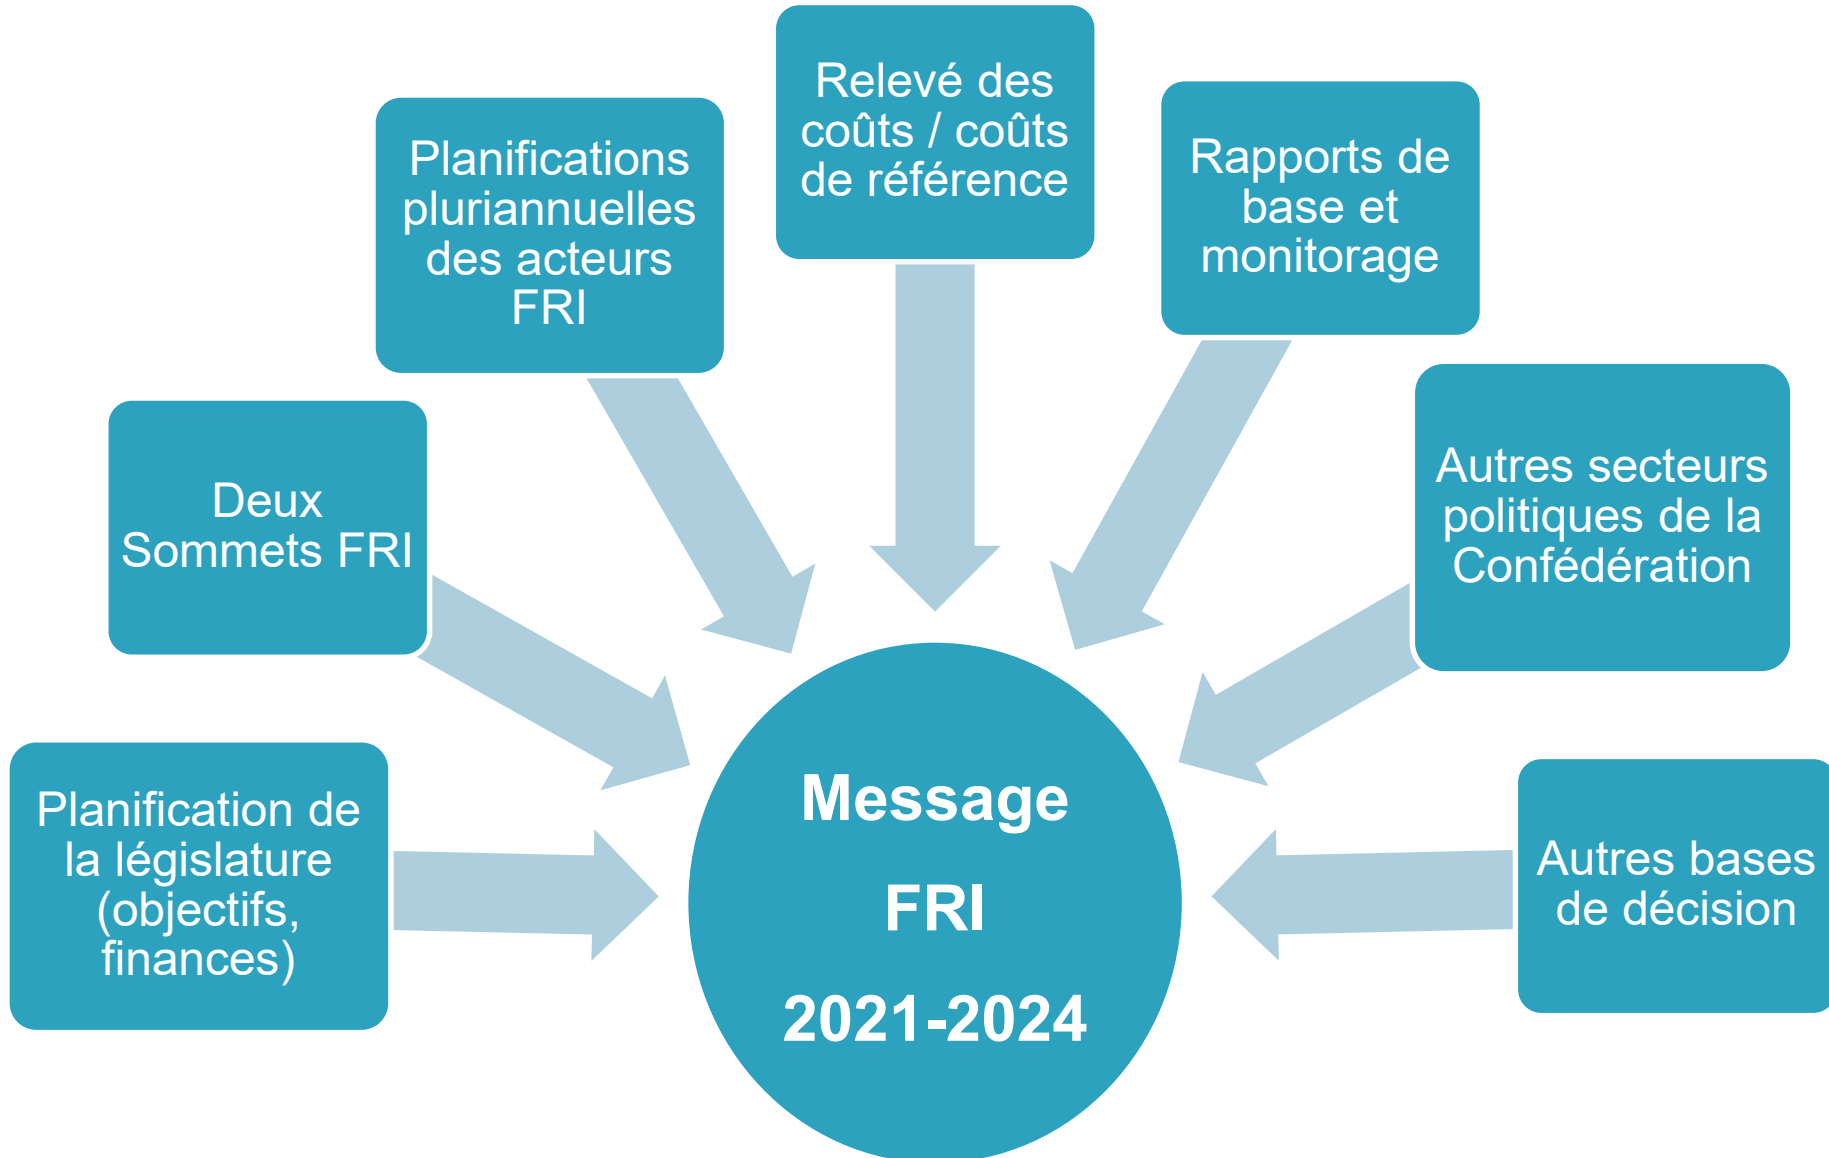 Relevé des
coûts / coûts
de référence
Planifications
pluriannuelles
des acteurs
FRI
Rapports de
base et
monitorage
Deux
Sommets FRI
Autres secteurs
politiques de la
Confédération
Planification de
la législature
(objectifs,
finances)
Message
FRI
2021-2024
Autres bases
de décision